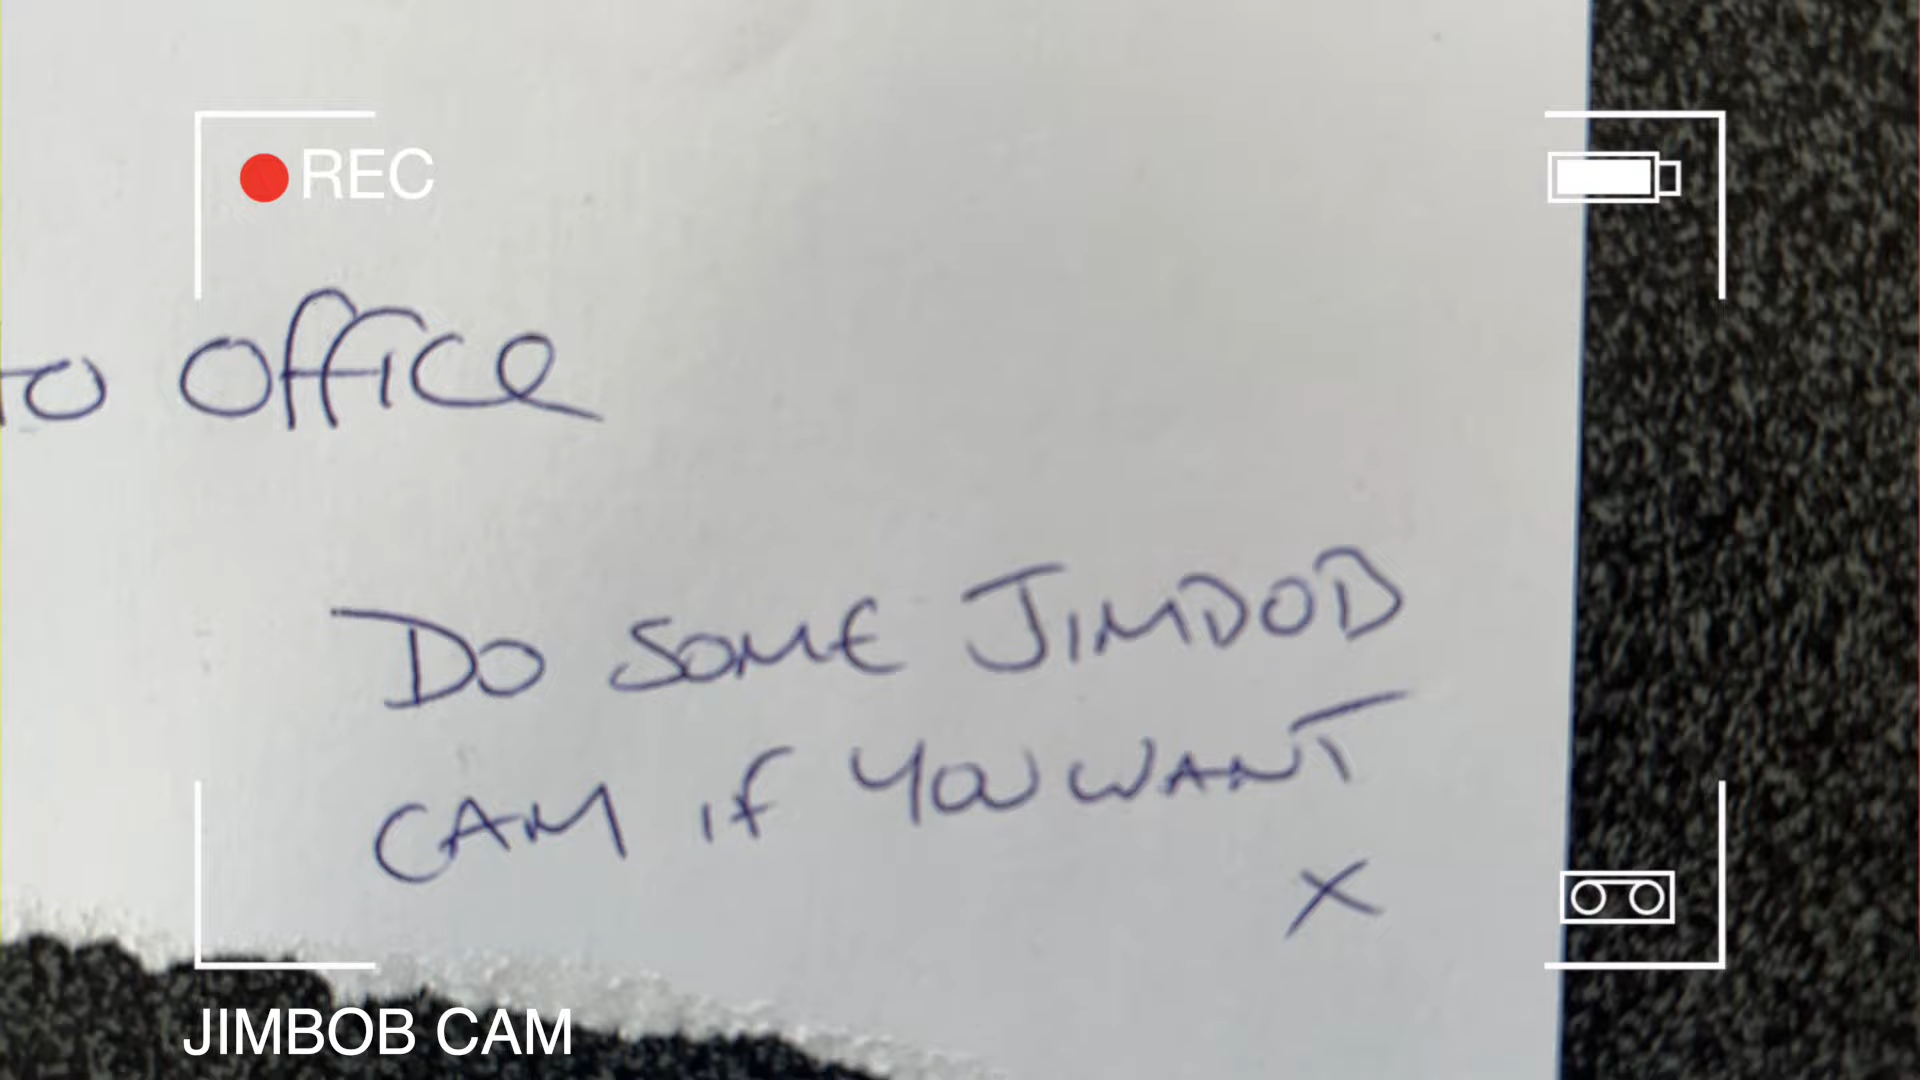 REC
to office
DO SOME JIMBOB
CAM if YOU WANT
x
JIMBOB CAM